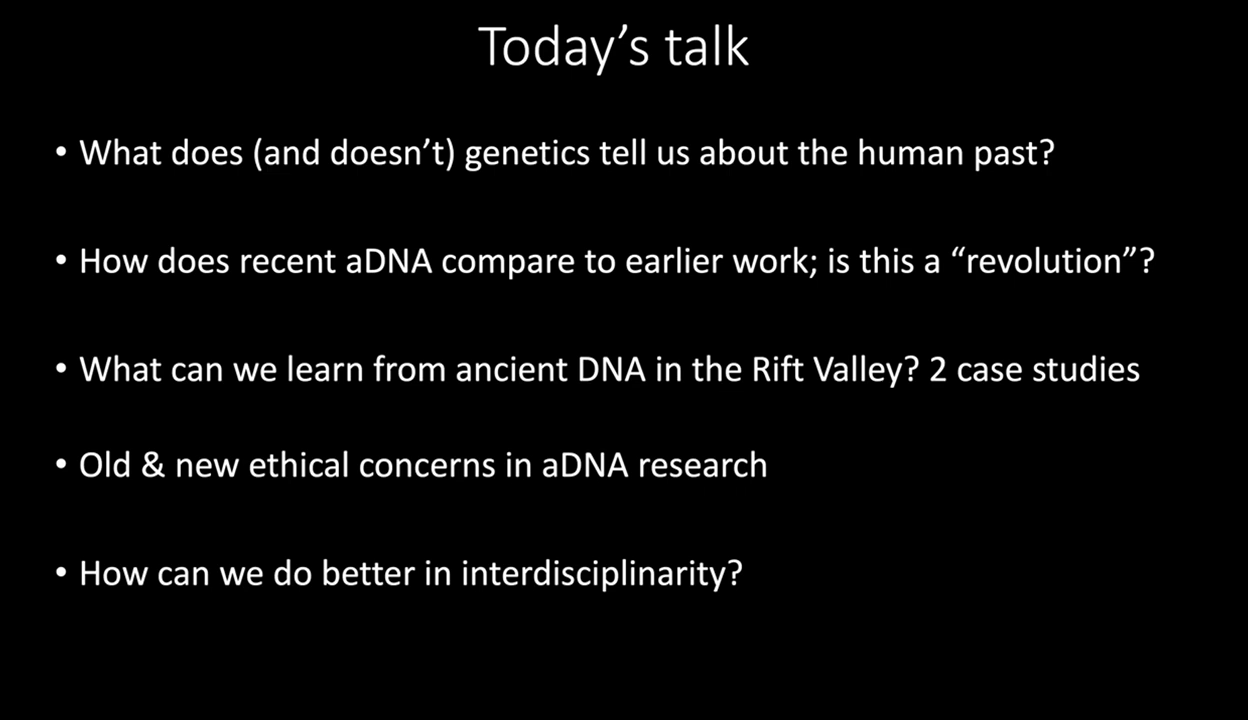 Today’s talk
• What does (and doesn’t) genetics tell us about the human past?
• How does recent aDNA compare to earlier work; is this a “revolution”?
• What can we learn from ancient DNA in the Rift Valley? 2 case studies
• Old & new ethical concerns in aDNA research
• How can we do better in interdisciplinarity?